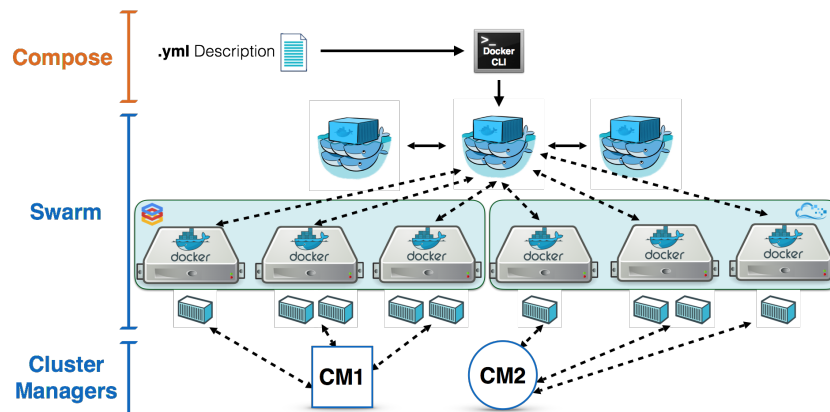 Compose
.yml Description
>_
Docker
CLI
Swarm
docker
docker
docker
docker
docker
docker
Cluster
Managers
CM1
CM2